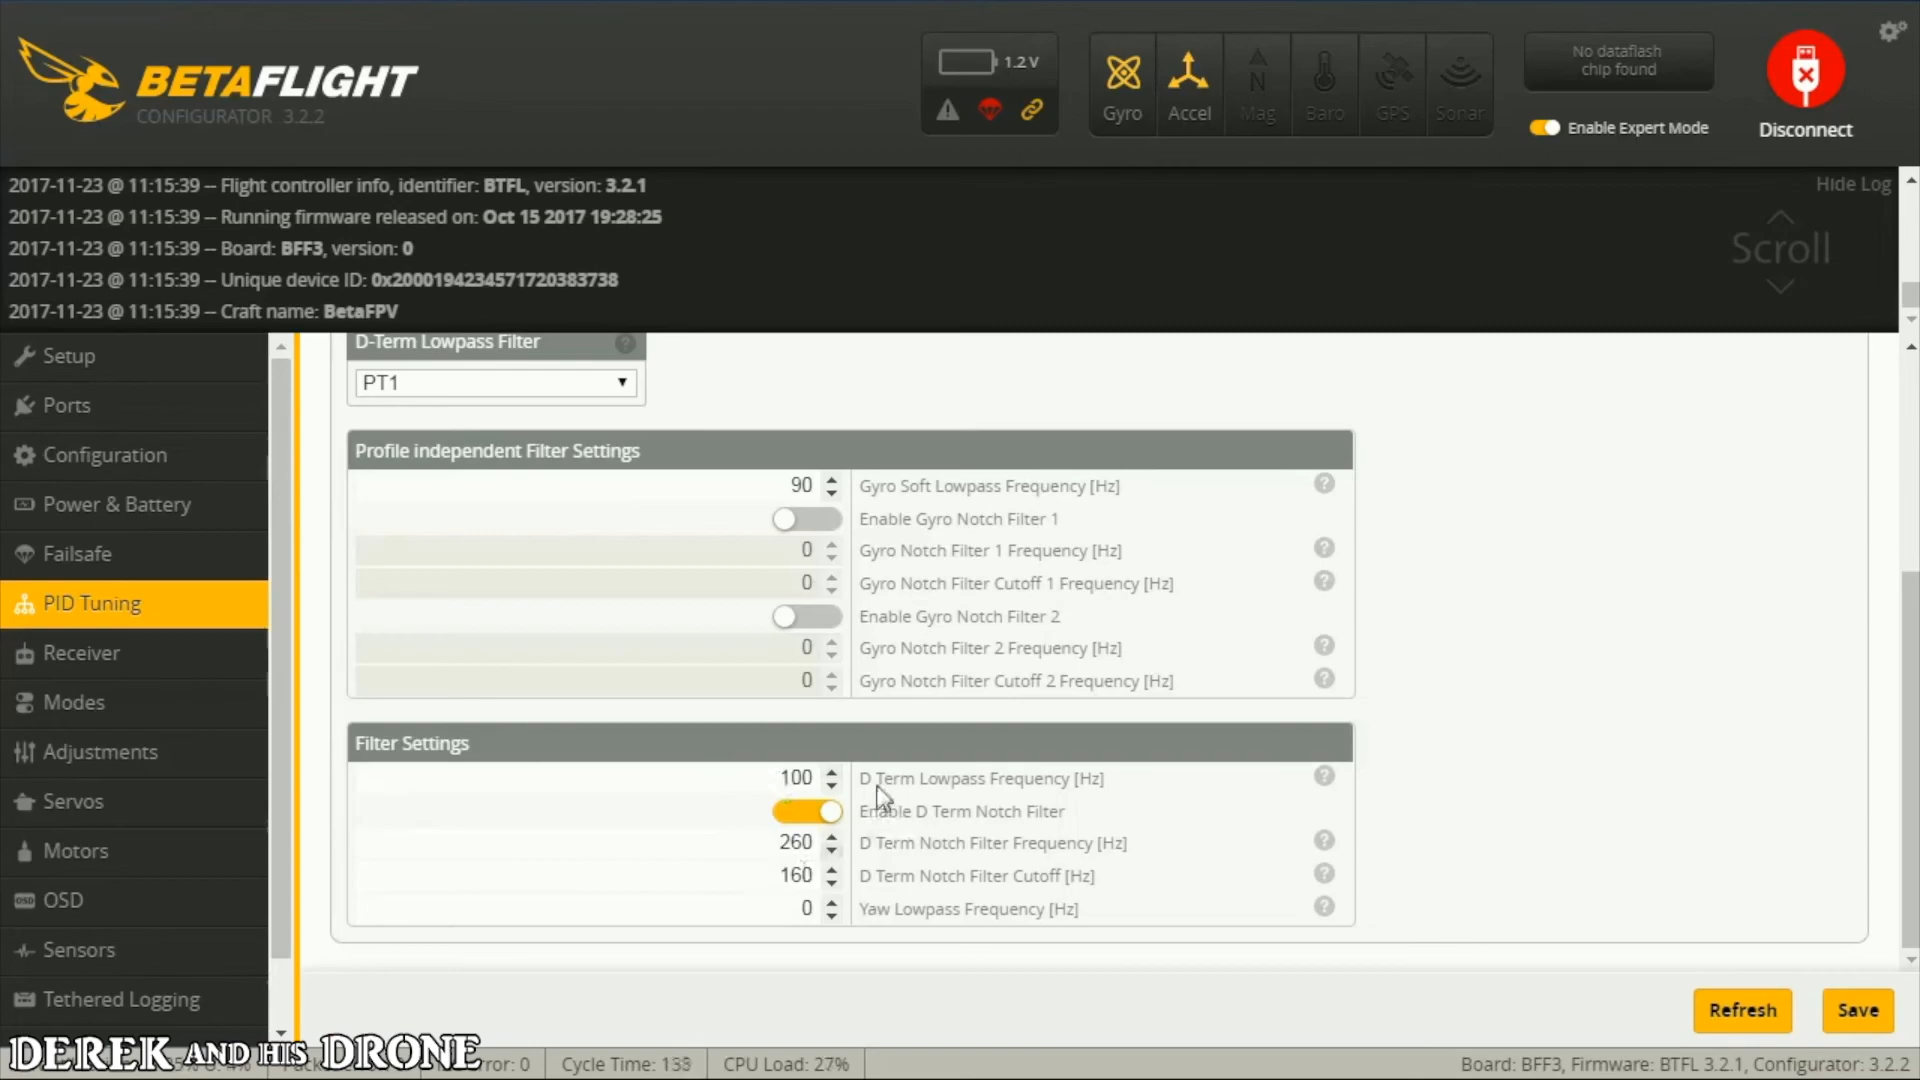 BETAFLIGHT
CONFIGURATOR 3.2.2
1.2 V
Gyro
Accel
Mag
Baro
GPS
Sonar
No dataflash
chip found
Enable Expert Mode
Disconnect
2017-11-23 @ 11:15:39 -- Flight controller info, identifier: BTFL, version: 3.2.1
2017-11-23 @ 11:15:39 -- Running firmware released on: Oct 15 2017 19:28:25
2017-11-23 @ 11:15:39 -- Board: BFF3, version: 0
2017-11-23 @ 11:15:39 -- Unique device ID: 0x2000194234571720383738
2017-11-23 @ 11:15:39 -- Craft name: BetaFPV
Hide Log
Scroll
Setup
Ports
Configuration
Power & Battery
Failsafe
PID Tuning
Receiver
Modes
Adjustments
Servos
Motors
OSD
Sensors
Tethered Logging
D-Term Lowpass Filter
PT1
Profile independent Filter Settings
90 Gyro Soft Lowpass Frequency [Hz]
Enable Gyro Notch Filter 1
0 Gyro Notch Filter 1 Frequency [Hz]
0 Gyro Notch Filter Cutoff 1 Frequency [Hz]
Enable Gyro Notch Filter 2
0 Gyro Notch Filter 2 Frequency [Hz]
0 Gyro Notch Filter Cutoff 2 Frequency [Hz]
Filter Settings
100 D Term Lowpass Frequency [Hz]
Enable D Term Notch Filter
260 D Term Notch Filter Frequency [Hz]
160 D Term Notch Filter Cutoff [Hz]
0 Yaw Lowpass Frequency [Hz]
Refresh
Save
DEREK AND HIS DRONE
Cycle Time: 133
CPU Load: 27%
Board: BFF3, Firmware: BTFL 3.2.1, Configurator: 3.2.2